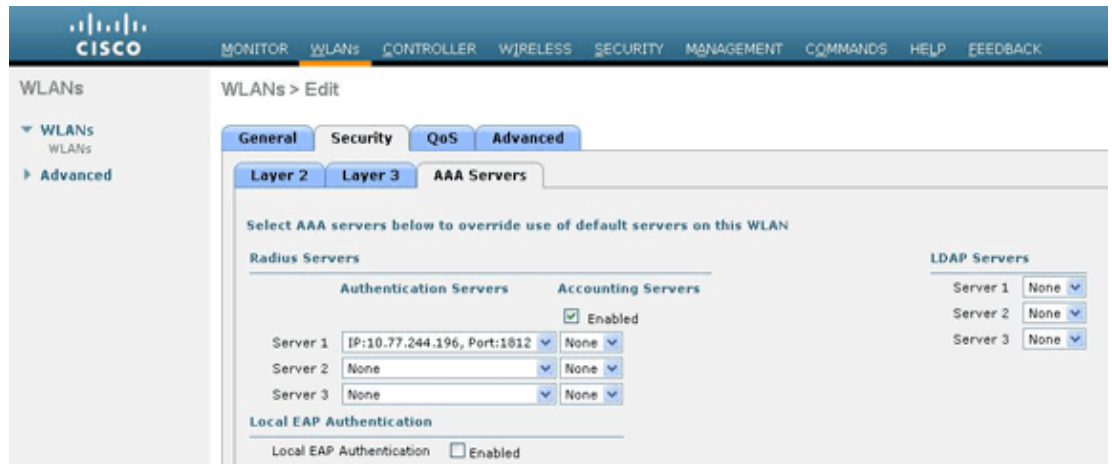 CISCO
MONITOR WLANs CONTROLLER WIRELESS SECURITY MANAGEMENT COMMANDS HELP FEEDBACK
WLANs
WLANs > Edit
WLANs
WLANs
Advanced
General Security QoS Advanced
Layer 2 Layer 3 AAA Servers
Select AAA servers below to override use of default servers on this WLAN
Radius Servers
LDAP Servers
Authentication Servers Accounting Servers
Server 1 None
Enabled
Server 2 None
Server 1 IP:10.77.244.196, Port:1812 None
Server 3 None
Server 2 None None
Server 3 None None
Local EAP Authentication
Local EAP Authentication Enabled